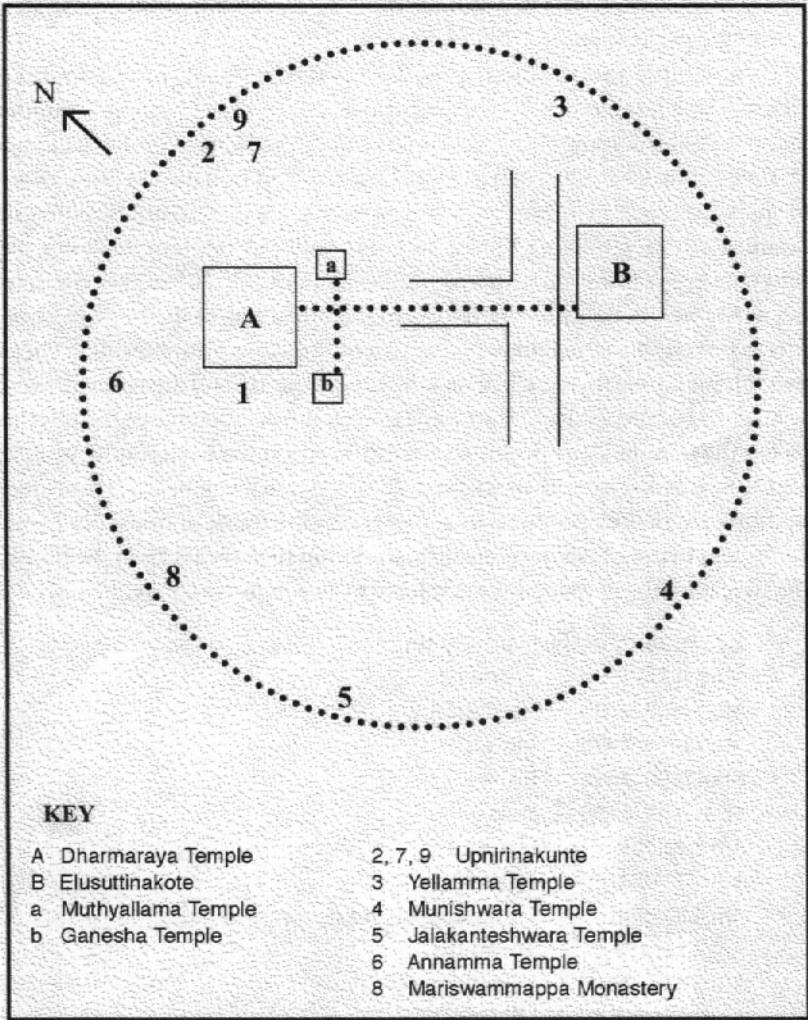 N
9
2 7
3
a
A
B
b
6
1
8
4
5
KEY
A Dharmaraya Temple
B Elusuttinakote
a Muthyallama Temple
b Ganesha Temple
2, 7, 9 Upnirinakunte
3 Yellamma Temple
4 Munishwara Temple
5 Jalakanteshwara Temple
6 Annamma Temple
8 Mariswammappa Monastery